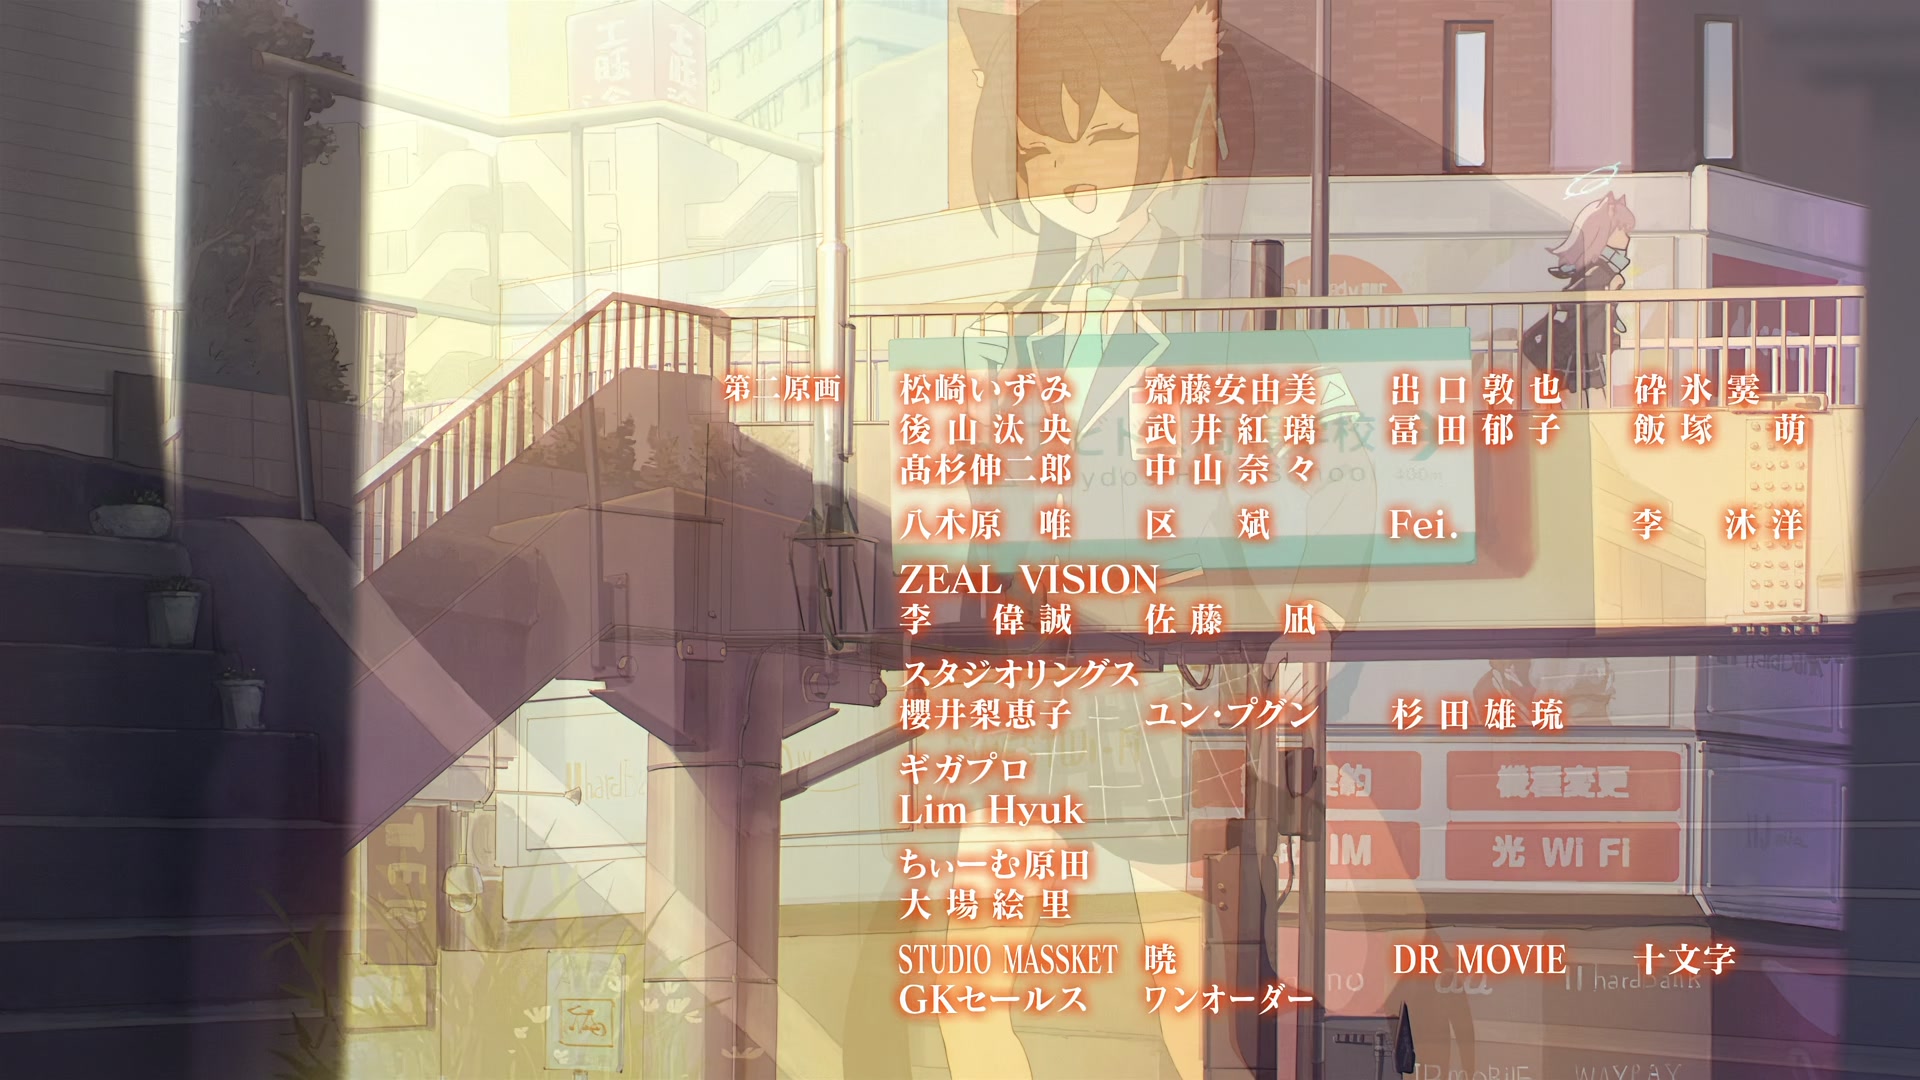 第二原画 松崎いずみ 齋藤安由美 出口敦也 砕氷霙
後山汰央 武井紅璃 冨田郁子 飯塚 萌
髙杉伸二郎 中山奈々
八木原 唯 区 斌 Fei. 李 沐洋
ZEAL VISION
李 偉誠 佐藤 凪
スタジオリングス
櫻井梨恵子 ユン・プグン 杉田雄琉
ギガプロ
Lim Hyuk
ちぃーむ原田
大場絵里
STUDIO MASSKET 暁 DR MOVIE 十文字
GKセールス ワンオーダー
校
400m
機種変更
IM
光 Wi Fi
hardbank